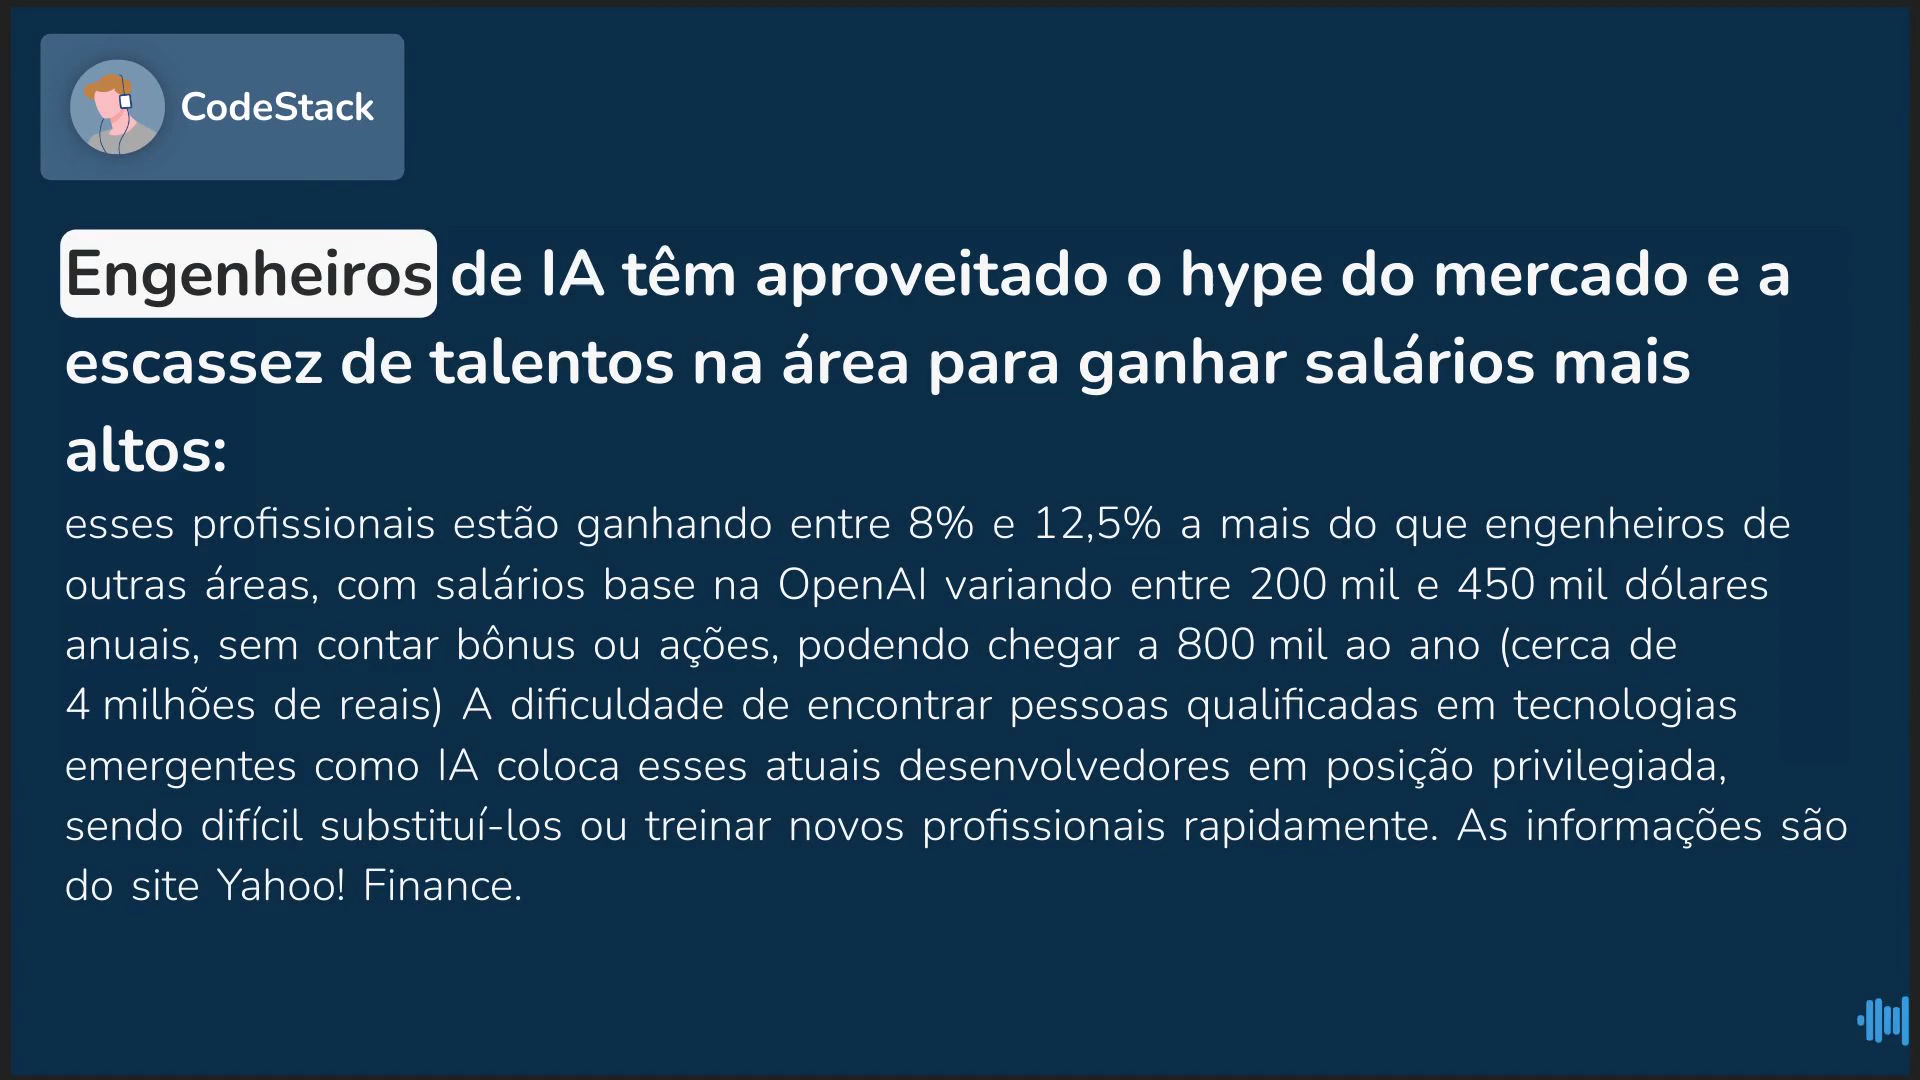 CodeStack
Engenheiros de IA têm aproveitado o hype do mercado e a
escassez de talentos na área para ganhar salários mais
altos:
esses profissionais estão ganhando entre 8% e 12,5% a mais do que engenheiros de
outras áreas, com salários base na OpenAI variando entre 200 mil e 450 mil dólares
anuais, sem contar bônus ou ações, podendo chegar a 800 mil ao ano (cerca de
4 milhões de reais) A dificuldade de encontrar pessoas qualificadas em tecnologias
emergentes como IA coloca esses atuais desenvolvedores em posição privilegiada,
sendo difícil substituí-los ou treinar novos profissionais rapidamente. As informações são
do site Yahoo! Finance.